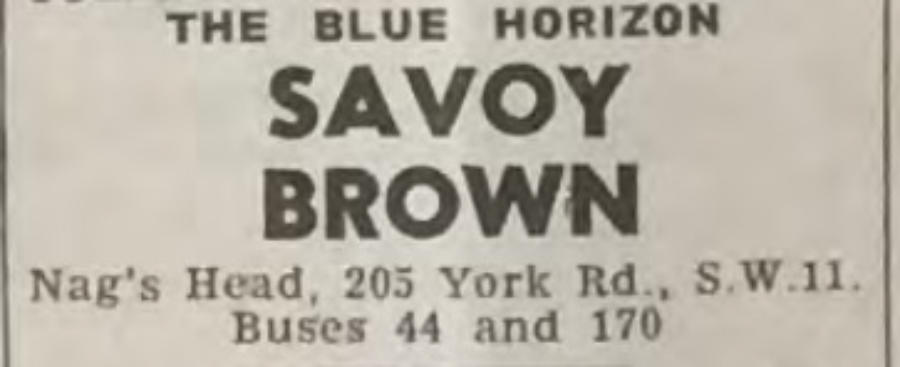 THE BLUE HORIZON
SAVOY
BROWN
Nag's Head, 205 York Rd., S.W.11.
Buses 44 and 170